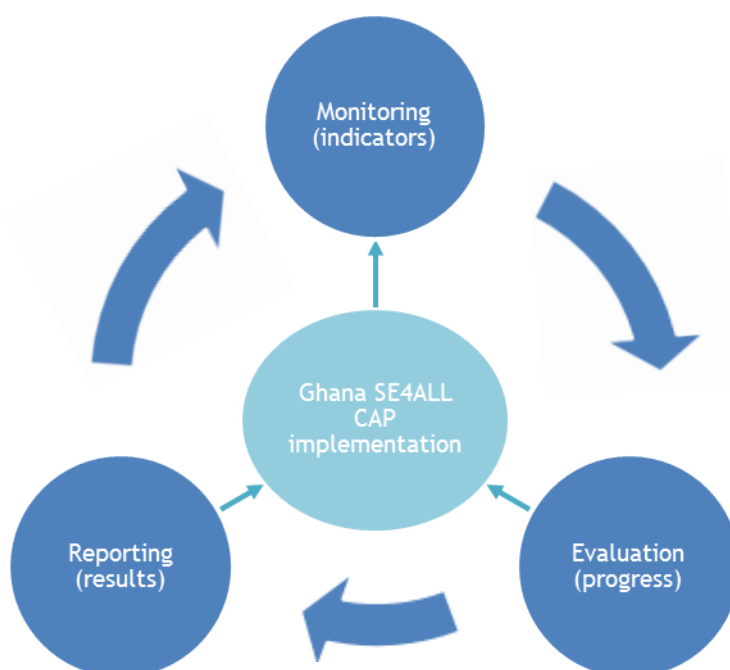 Monitoring
(indicators)
Ghana SE4ALL
CAP
implementation
Reporting
(results)
Evaluation
(progress)